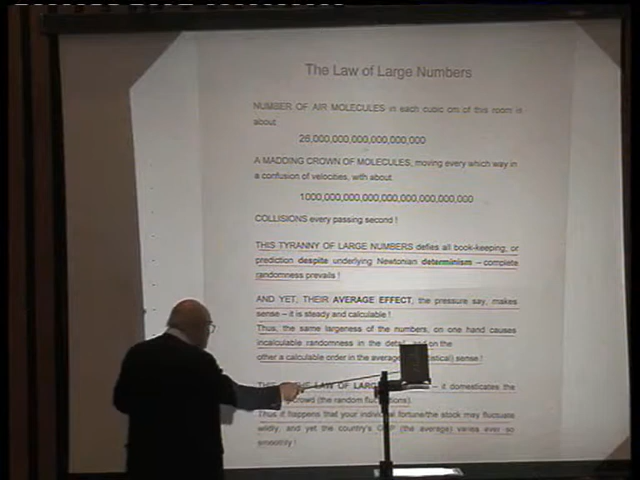 The Law of Large Numbers
NUMBER OF AIR MOLECULES in each cubic cm of this room is
about
26,000,000,000,000,000,000
A MADDING CROWN OF MOLECULES, moving every which way in
a confusion of velocities, with about
1000,000,000,000,000,000,000,000,000
COLLISIONS every passing second !
THIS TYRANNY OF LARGE NUMBERS defies all book-keeping, or
prediction despite underlying Newtonian determinism – complete
randomness prevails !
AND YET, THEIR AVERAGE EFFECT, the pressure say, makes
sense – it is steady and calculable !
Thus, the same largeness of the numbers, on one hand causes
incalculable randomness in the on the
other a calculable order in the sense !
THE LAW OF – it domesticates the
(the random
Thus it happens that your fortune/the stock may fluctuate
wildly, and yet the country's (the average) varies ever so
smoothly !